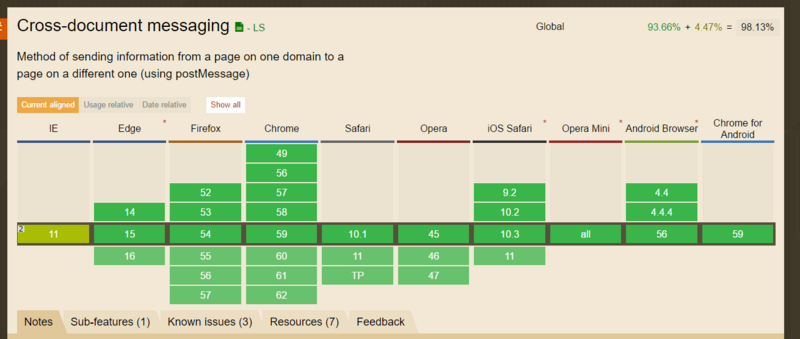 Cross-document messaging - LS
Global 93.66% + 4.47% = 98.13%
Method of sending information from a page on one domain to a
page on a different one (using postMessage)
Current aligned Usage relative Date relative Show all
IE Edge * Firefox Chrome Safari Opera iOS Safari * Opera Mini * Android Browser * Chrome for
Android
49
56
52 57 9.2 4.4
14 53 58 10.2 4.4.4
2 11 15 54 59 10.1 45 10.3 all 56 59
16 55 60 11 46 11
56 61 TP 47
57 62
Notes Sub-features (1) Known issues (3) Resources (7) Feedback